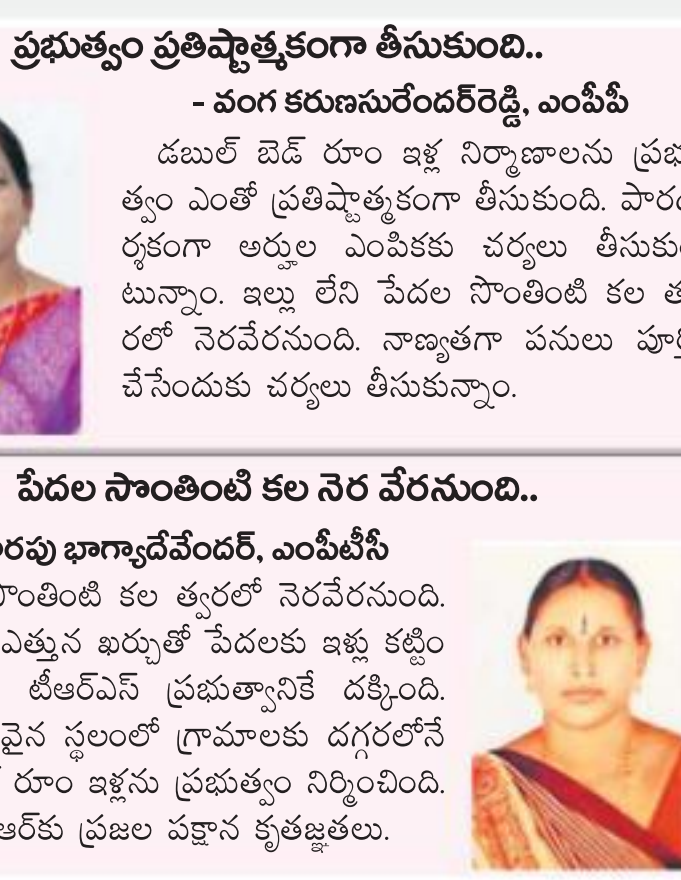 ప్రభుత్వం ప్రతిష్టాత్మకంగా తీసుకుంది..
- వంగ కరుణసురేందర్‌రెడ్డి, ఎంపీపీ
డబుల్ బెడ్ రూం ఇళ్ల నిర్మాణాలను ప్రభు
త్వం ఎంతో ప్రతిష్టాత్మకంగా తీసుకుంది.
ర్శకంగా అర్హుల ఎంపికకు చర్యలు
టున్నాం. ఇల్లు లేని పేదల సొంతింటి కల
రలో నెరవేరనుంది. నాణ్యతగా పనులు
చేసేందుకు చర్యలు తీసుకున్నాం.
పేదల సొంతింటి కల నెర వేరనుంది..
భాగ్యాదేవేందర్, ఎంపీటీసీ
సొంతింటి కల త్వరలో నెరవేరనుంది.
ఎత్తున ఖర్చుతో పేదలకు ఇళ్లు కట్టిం
టీఆర్ఎస్ ప్రభుత్వానికే దక్కింది.
వైన స్థలంలో గ్రామాలకు దగ్గరలోనే
రూం ఇళ్లను ప్రభుత్వం నిర్మించింది.
ఆర్‌కు ప్రజల పక్షాన కృతజ్ఞతలు.